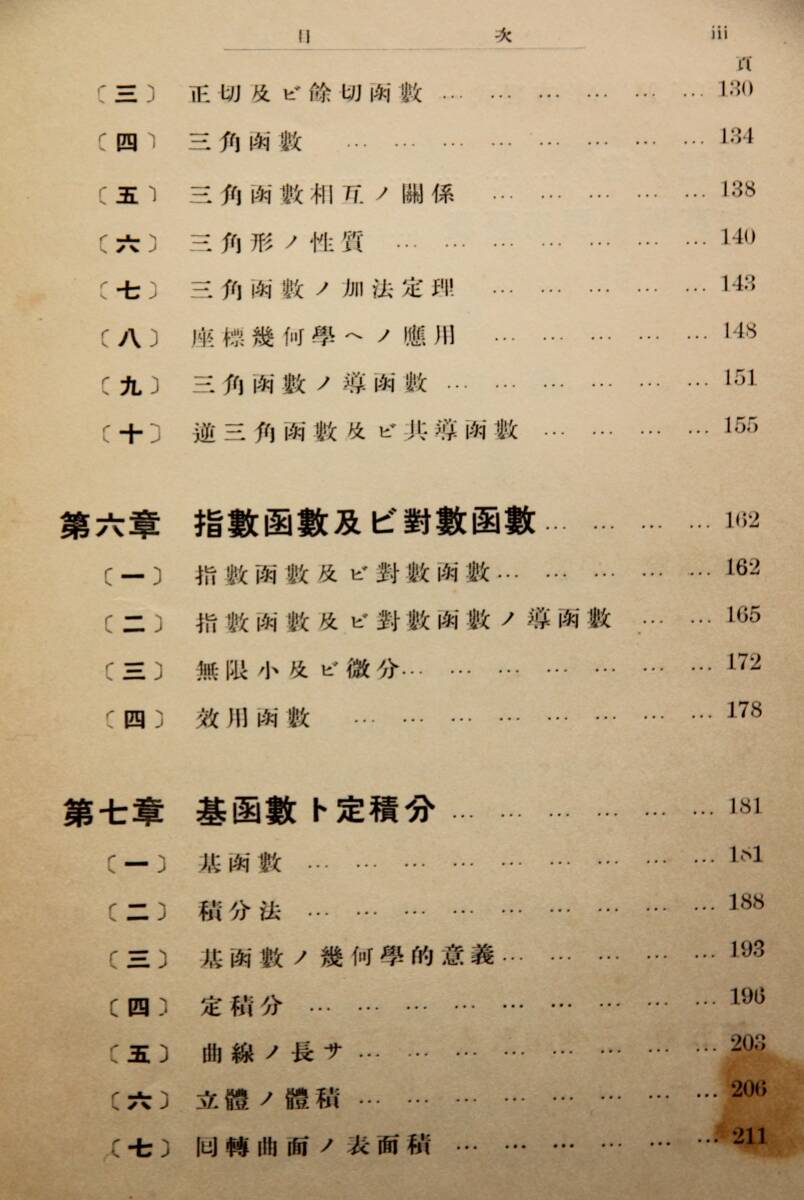 目 次 iii
頁
〔三〕 正切及ビ餘切函數 … … … … … … 130
〔四〕 三角函數 … … … … … … … … 134
〔五〕 三角函數相互ノ關係 … … … … … 138
〔六〕 三角形ノ性質 … … … … … … … 140
〔七〕 三角函數ノ加法定理 … … … … … 143
〔八〕 座標幾何學ヘノ應用 … … … … … 148
〔九〕 三角函數ノ導函數 … … … … … … 151
〔十〕 逆三角函數及ビ其導函數 … … … … 155
第六章 指數函數及ビ對數函數 … … … … 162
〔一〕 指數函數及ビ對數函數 … … … … … 162
〔二〕 指數函數及ビ對數函數ノ導函數 … … 165
〔三〕 無限小及ビ微分 … … … … … … … 172
〔四〕 效用函數 … … … … … … … … 178
第七章 基函數ト定積分 … … … … … … 181
〔一〕 基函數 … … … … … … … … … 181
〔二〕 積分法 … … … … … … … … … 188
〔三〕 基函數ノ幾何學的意義 … … … … … 193
〔四〕 定積分 … … … … … … … … … 196
〔五〕 曲線ノ長サ … … … … … … … … 203
〔六〕 立體ノ體積 … … … … … … … … 206
〔七〕 囘轉曲面ノ表面積 … … … … … … 211